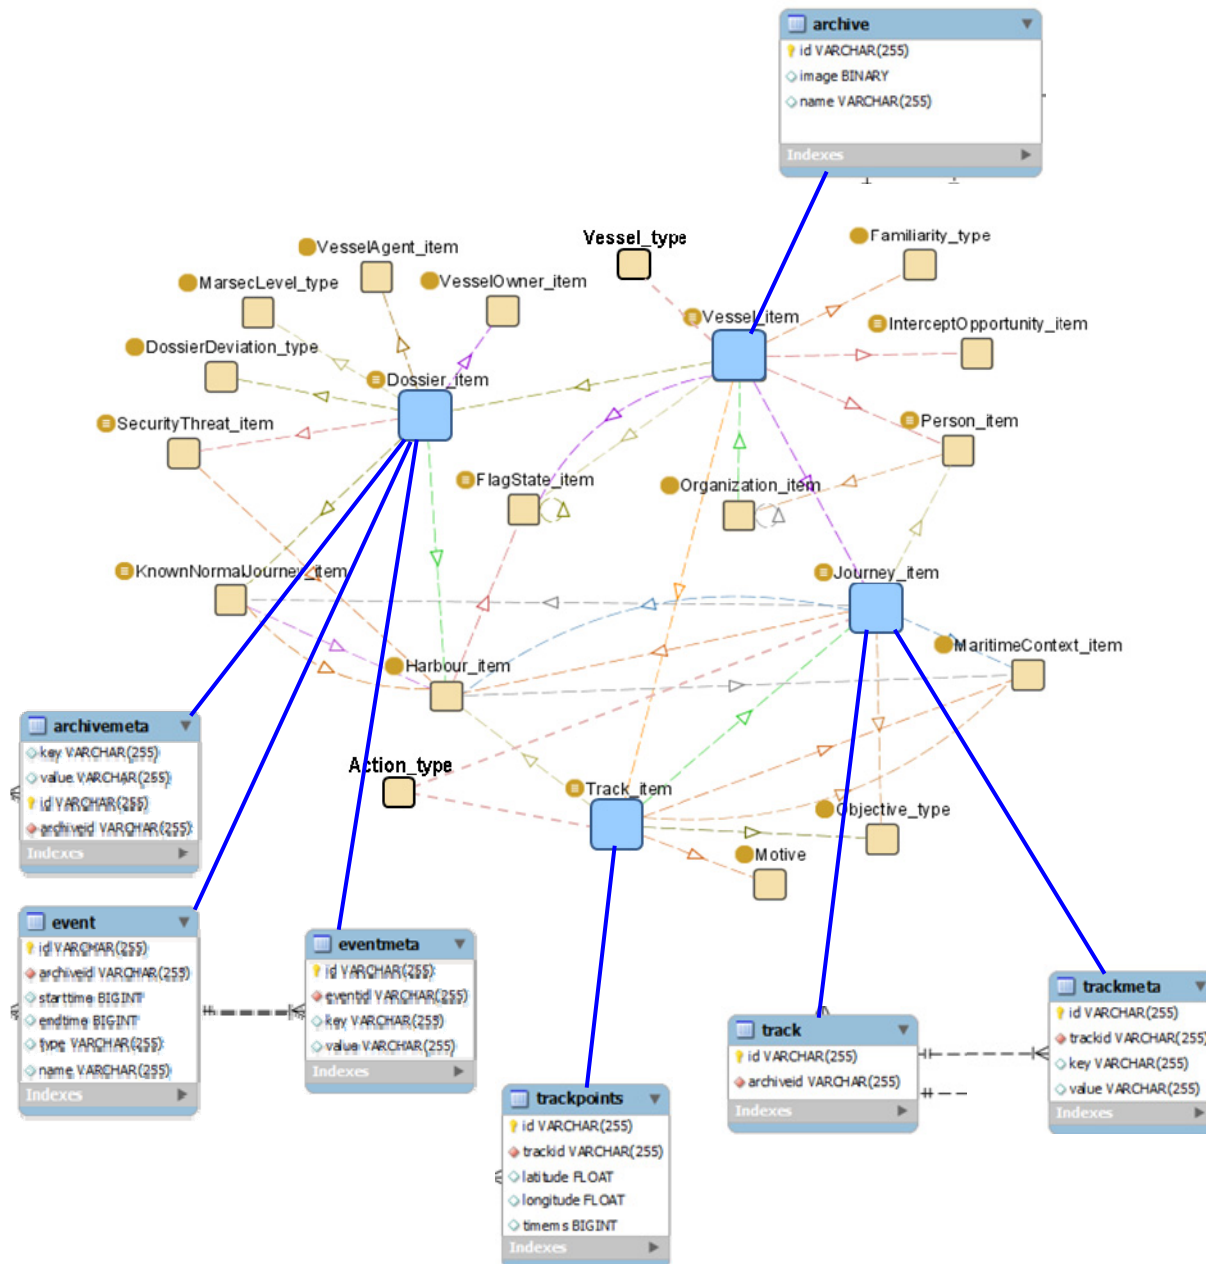 archive
id VARCHAR(255)
image BINARY
name VARCHAR(255)
Indexes
Vessel_type
Familiarity_type
VesselAgent_item
MarsecLevel_type
VesselOwner_item
Vessel_item
InterceptOpportunity_item
DossierDeviation_type
Dossier_item
SecurityThreat_item
Person_item
FlagState_item
Organization_item
KnownNormalJourney_item
Journey_item
Harbour_item
MaritimeContext_item
Action_type
Track_item
Objective_type
Motive
archivemeta
key VARCHAR(255)
value VARCHAR(255)
id VARCHAR(255)
archiveid VARCHAR(255)
Indexes
event
id VARCHAR(255)
archiveid VARCHAR(255)
starttime BIGINT
endtime BIGINT
type VARCHAR(255)
name VARCHAR(255)
Indexes
eventmeta
id VARCHAR(255)
eventid VARCHAR(255)
key VARCHAR(255)
value VARCHAR(255)
Indexes
trackpoints
id VARCHAR(255)
trackid VARCHAR(255)
latitude FLOAT
longitude FLOAT
timems BIGINT
Indexes
track
id VARCHAR(255)
archiveid VARCHAR(255)
Indexes
trackmeta
id VARCHAR(255)
trackid VARCHAR(255)
key VARCHAR(255)
value VARCHAR(255)
Indexes